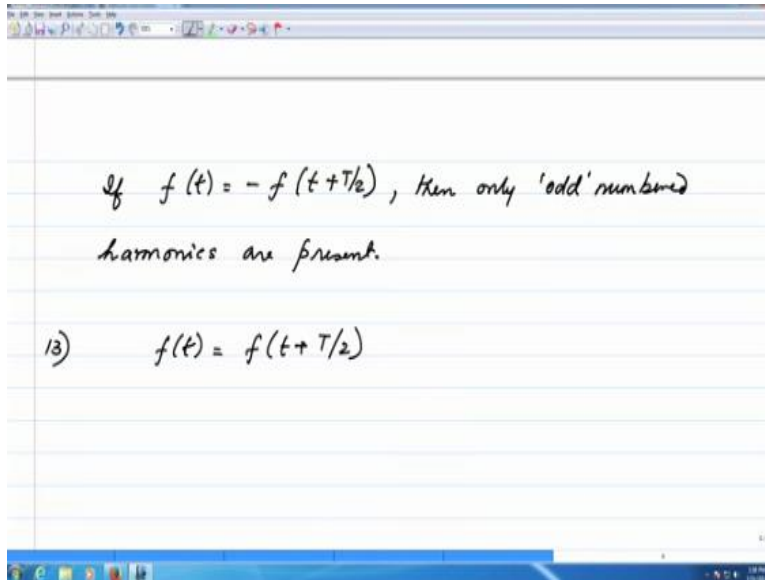 If f(t) = - f(t+T/2), then only 'odd' numbered
harmonics are present.
13) f(t) = f(t+ T/2)